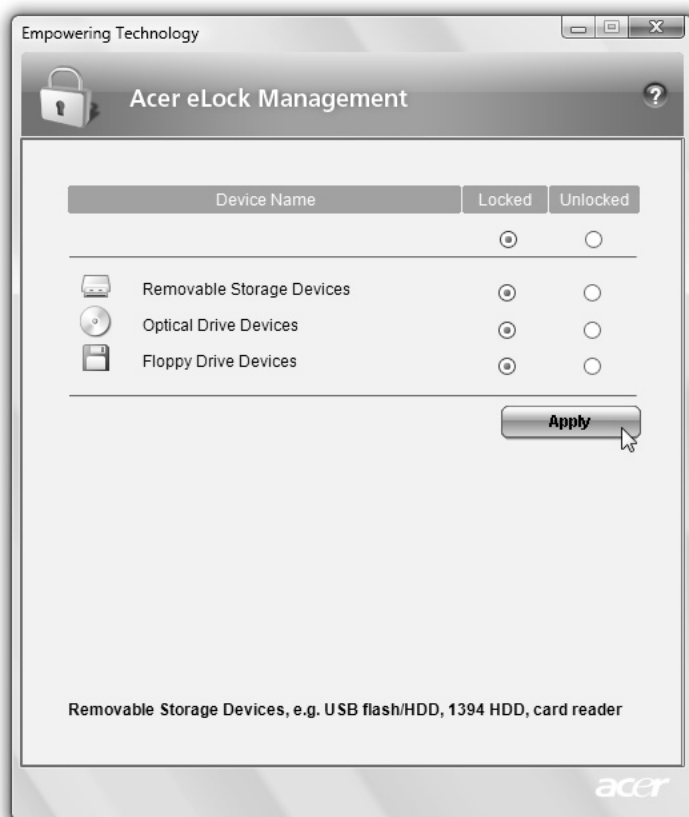 Empowering Technology
Acer eLock Management
Device Name Locked Unlocked
Removable Storage Devices
Optical Drive Devices
Floppy Drive Devices
Apply
Removable Storage Devices, e.g. USB flash/HDD, 1394 HDD, card reader
acer